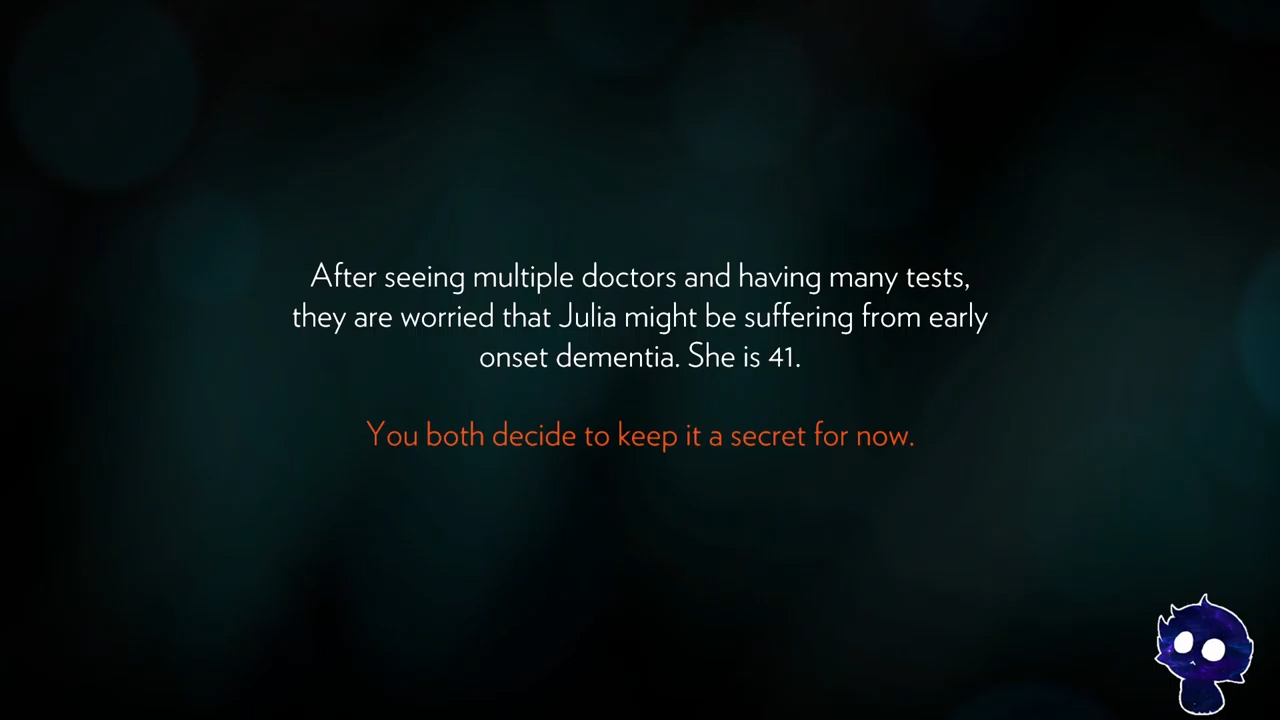 After seeing multiple doctors and having many tests,
they are worried that Julia might be suffering from early
onset dementia. She is 41.
You both decide to keep it a secret for now.